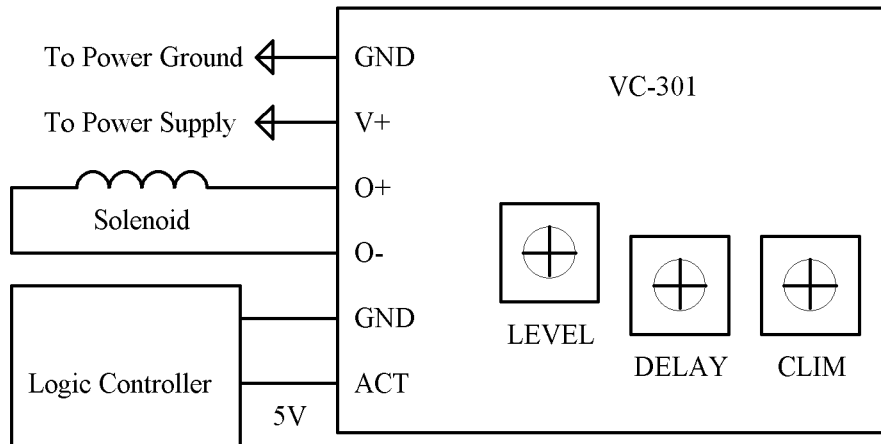 To Power Ground
GND
VC-301
To Power Supply
V+
O+
Solenoid
O-
GND
LEVEL
DELAY
CLIM
Logic Controller
ACT
5V